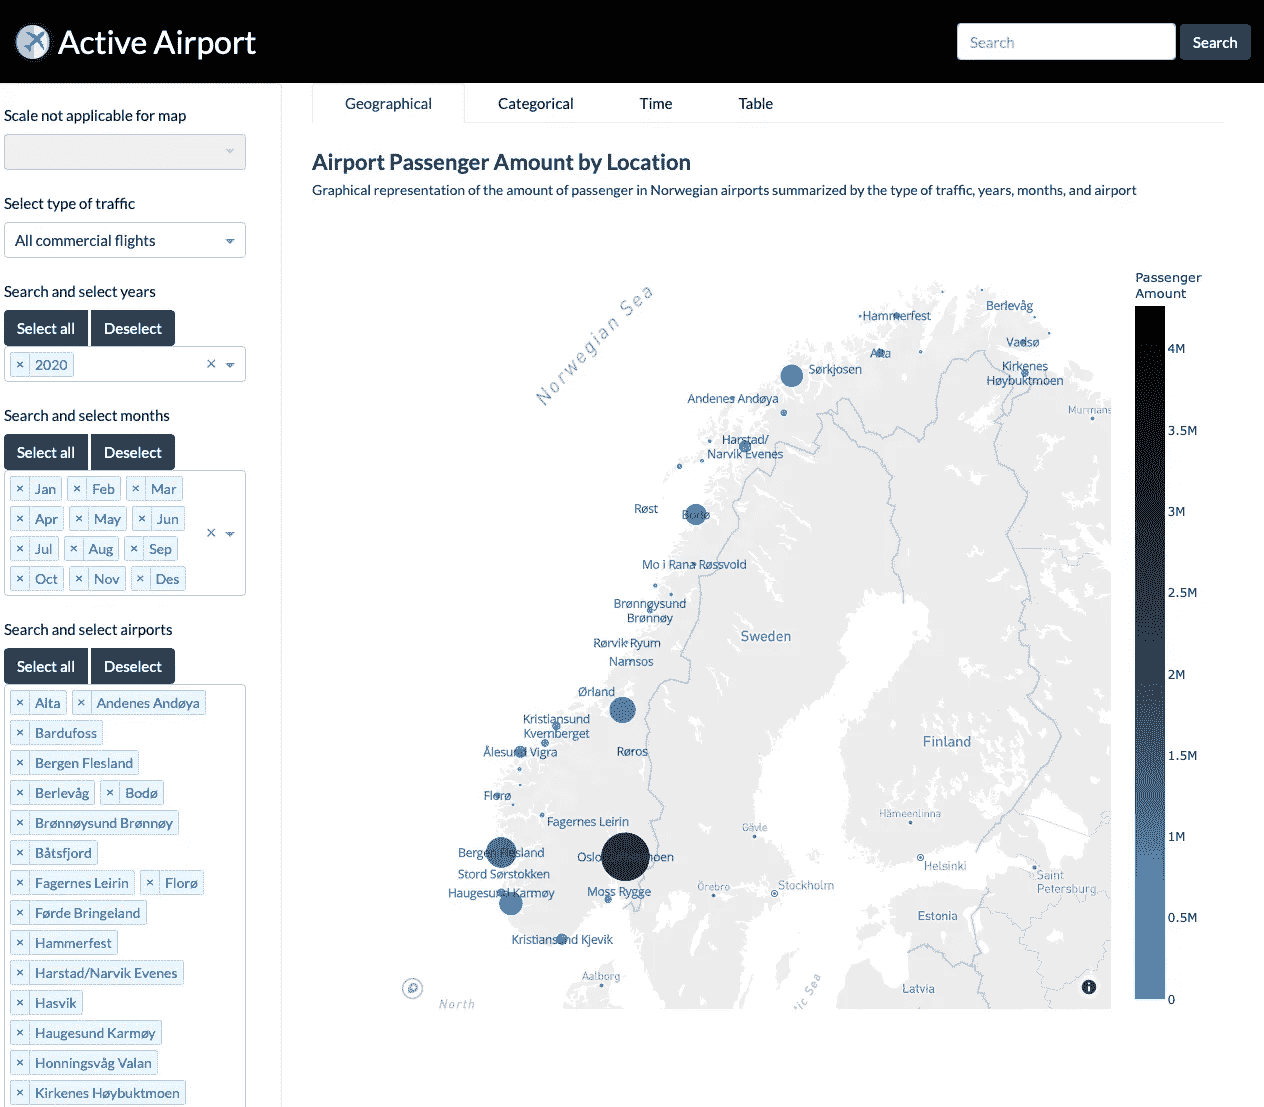 Active Airport
Search
Search
Scale not applicable for map
Select type of traffic
All commercial flights
Search and select years
Select all
Deselect
× 2020
Search and select months
Select all
Deselect
× Jan × Feb × Mar
× Apr × May × Jun
× Jul × Aug × Sep
× Oct × Nov × Des
Search and select airports
Select all
Deselect
× Alta × Andenes Andøya
× Bardufoss
× Bergen Flesland
× Berlevåg × Bodø
× Brønnøysund Brønnøy
× Båtsfjord
× Fagernes Leirin × Florø
× Førde Bringeland
× Hammerfest
× Harstad/Narvik Evenes
× Hasvik
× Haugesund Karmøy
× Honningsvåg Valan
× Kirkenes Høybuktmoen
Geographical
Categorical
Time
Table
Airport Passenger Amount by Location
Graphical representation of the amount of passenger in Norwegian airports summarized by the type of traffic, years, months, and airport
Norwegian Sea
Berlevåg
Hammerfest
Vadsø
Alta
Kirkenes
Høybuktmoen
Sørkjosen
Andenes Andøya
Murmans
Harstad/
Narvik Evenes
Røst
Bodø
Mo i Rana Røssvold
Brønnøysund
Brønnøy
Sweden
Rørvik Ryum
Namsos
Ørland
Kristiansund
Kvernberget
Finland
Ålesund Vigra
Røros
Florø
Hämeenlinna
Fagernes Leirin
Gävle
Bergen Flesland
Oslo
moen
Helsinki
Stord Sørstokken
Saint
Petersburg
Haugesund Karmøy
Moss Rygge
Örebro
Stockholm
Estonia
Kristiansand Kjevik
Aalborg
North
ic Sea
Latvia
Passenger
Amount
4M
3.5M
3M
2.5M
2M
1.5M
1M
0.5M
0